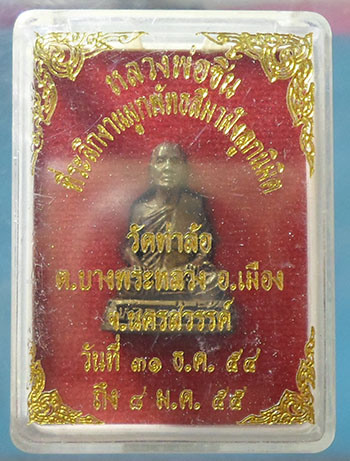 หลวงพ่อขึ้น
ที่ระลึกงานผูกพัทธสีมาฝังลูกนิมิต
วัดท่าล้อ
ต.บางพระหลวง อ.เมือง
จ.นครสวรรค์
วันที่ ๓๑ ธ.ค. ๕๔
ถึง ๘ ม.ค. ๕๕